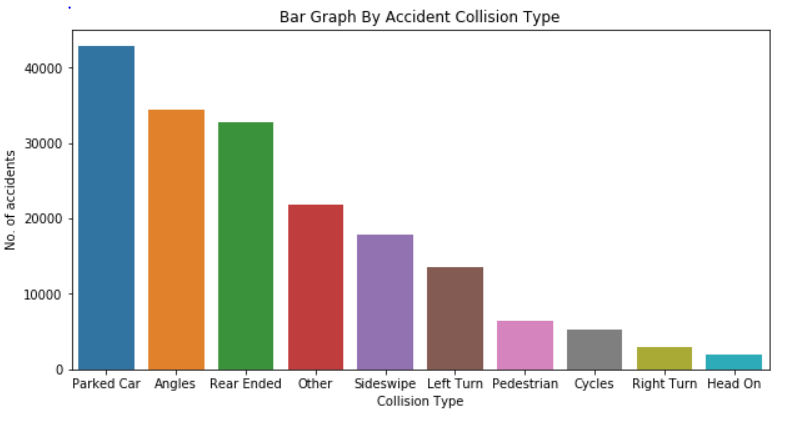 Bar Graph By Accident Collision Type
No. of accidents
40000
30000
20000
10000
0
Parked Car Angles Rear Ended Other Sideswipe Left Turn Pedestrian Cycles Right Turn Head On
Collision Type